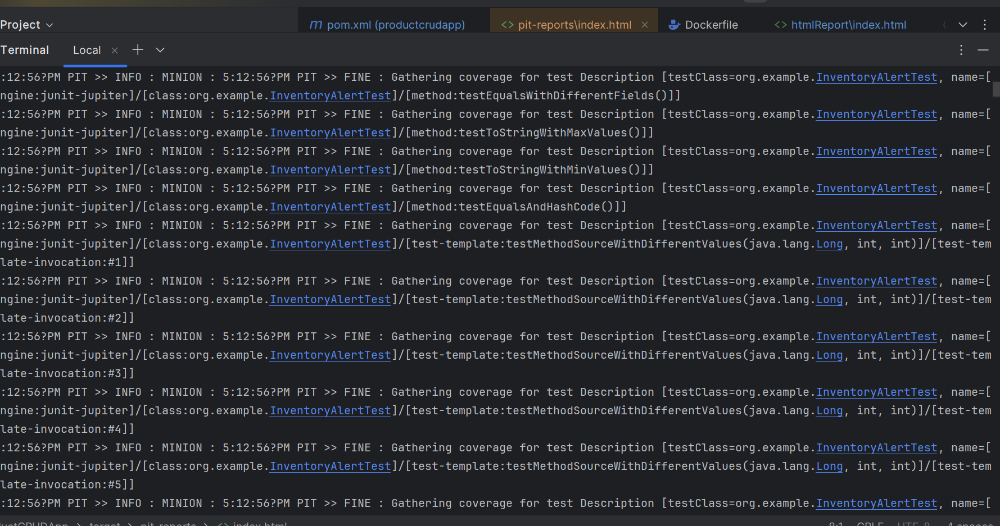 Project
pom.xml (productcrudapp)
pit-reports\index.html
Dockerfile
htmlReport\index.html
Terminal
Local
:12:56?PM PIT >> INFO : MINION : 5:12:56?PM PIT >> FINE : Gathering coverage for test Description [testClass=org.example.InventoryAlertTest, name=[
ngine:junit-jupiter]/[class:org.example.InventoryAlertTest]/[method:testEqualsWithDifferentFields()]]
:12:56?PM PIT >> INFO : MINION : 5:12:56?PM PIT >> FINE : Gathering coverage for test Description [testClass=org.example.InventoryAlertTest, name=[
ngine:junit-jupiter]/[class:org.example.InventoryAlertTest]/[method:testToStringWithMaxValues()]]
:12:56?PM PIT >> INFO : MINION : 5:12:56?PM PIT >> FINE : Gathering coverage for test Description [testClass=org.example.InventoryAlertTest, name=[
ngine:junit-jupiter]/[class:org.example.InventoryAlertTest]/[method:testToStringWithMinValues()]]
:12:56?PM PIT >> INFO : MINION : 5:12:56?PM PIT >> FINE : Gathering coverage for test Description [testClass=org.example.InventoryAlertTest, name=[
ngine:junit-jupiter]/[class:org.example.InventoryAlertTest]/[method:testEqualsAndHashCode()]]
:12:56?PM PIT >> INFO : MINION : 5:12:56?PM PIT >> FINE : Gathering coverage for test Description [testClass=org.example.InventoryAlertTest, name=[
ngine:junit-jupiter]/[class:org.example.InventoryAlertTest]/[test-template:testMethodSourceWithDifferentValues(java.lang.Long, int, int)]/[test-tem
late-invocation:#1]]
:12:56?PM PIT >> INFO : MINION : 5:12:56?PM PIT >> FINE : Gathering coverage for test Description [testClass=org.example.InventoryAlertTest, name=[
ngine:junit-jupiter]/[class:org.example.InventoryAlertTest]/[test-template:testMethodSourceWithDifferentValues(java.lang.Long, int, int)]/[test-tem
late-invocation:#2]]
:12:56?PM PIT >> INFO : MINION : 5:12:56?PM PIT >> FINE : Gathering coverage for test Description [testClass=org.example.InventoryAlertTest, name=[
ngine:junit-jupiter]/[class:org.example.InventoryAlertTest]/[test-template:testMethodSourceWithDifferentValues(java.lang.Long, int, int)]/[test-tem
late-invocation:#3]]
:12:56?PM PIT >> INFO : MINION : 5:12:56?PM PIT >> FINE : Gathering coverage for test Description [testClass=org.example.InventoryAlertTest, name=[
ngine:junit-jupiter]/[class:org.example.InventoryAlertTest]/[test-template:testMethodSourceWithDifferentValues(java.lang.Long, int, int)]/[test-tem
late-invocation:#4]]
:12:56?PM PIT >> INFO : MINION : 5:12:56?PM PIT >> FINE : Gathering coverage for test Description [testClass=org.example.InventoryAlertTest, name=[
ngine:junit-jupiter]/[class:org.example.InventoryAlertTest]/[test-template:testMethodSourceWithDifferentValues(java.lang.Long, int, int)]/[test-tem
late-invocation:#5]]
:12:56?PM PIT >> INFO : MINION : 5:12:56?PM PIT >> FINE : Gathering coverage for test Description [testClass=org.example.InventoryAlertTest, name=[
uctCRUDApp > target > pit-reports > index.html
8:1 CRLF UTF-8 4 spaces